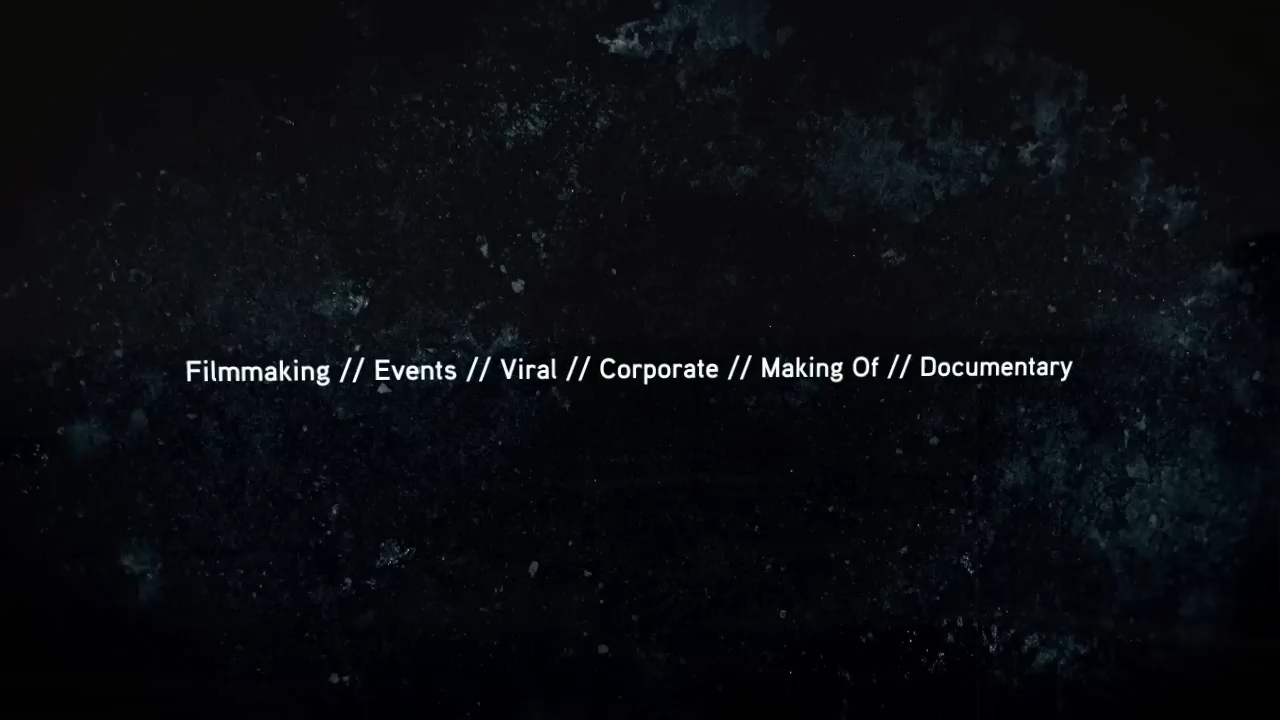 Filmmaking // Events // Viral // Corporate // Making Of // Documentary